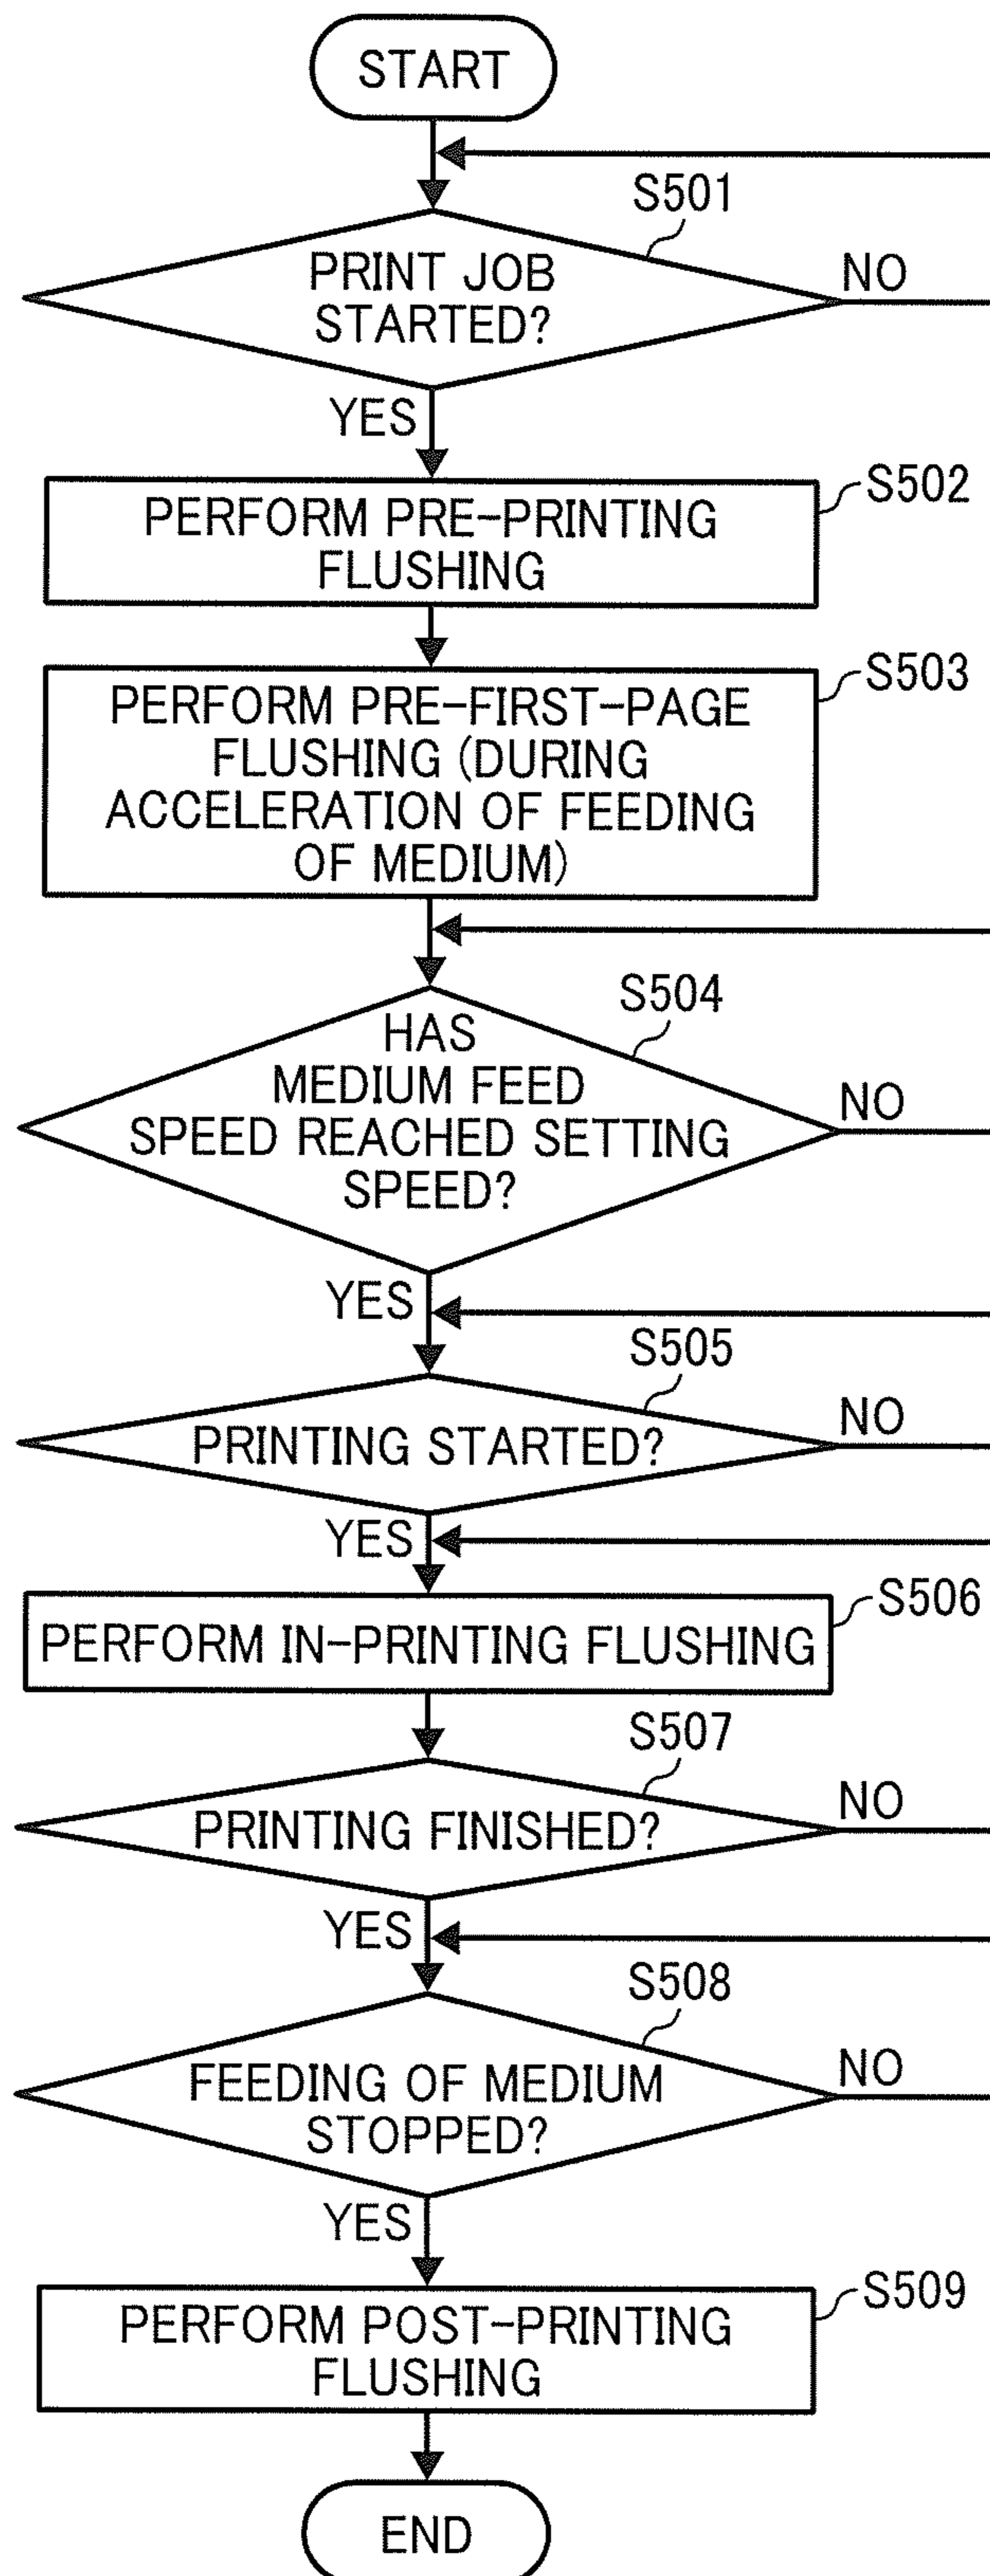 START
S501
PRINT JOB
STARTED?
NO
YES
S502
PERFORM PRE-PRINTING
FLUSHING
S503
PERFORM PRE-FIRST-PAGE
FLUSHING (DURING
ACCELERATION OF FEEDING
OF MEDIUM)
S504
HAS
MEDIUM FEED
SPEED REACHED SETTING
SPEED?
NO
YES
S505
PRINTING STARTED?
NO
YES
S506
PERFORM IN-PRINTING FLUSHING
S507
PRINTING FINISHED?
NO
YES
S508
FEEDING OF MEDIUM
STOPPED?
NO
YES
S509
PERFORM POST-PRINTING
FLUSHING
END